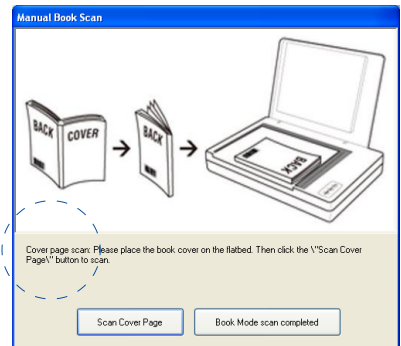 Manual Book Scan
BACK
COVER
BACK
BACK
Cover page scan: Please place the book cover on the flatbed. Then click the \"Scan Cover
Page\" button to scan.
Scan Cover Page
Book Mode scan completed